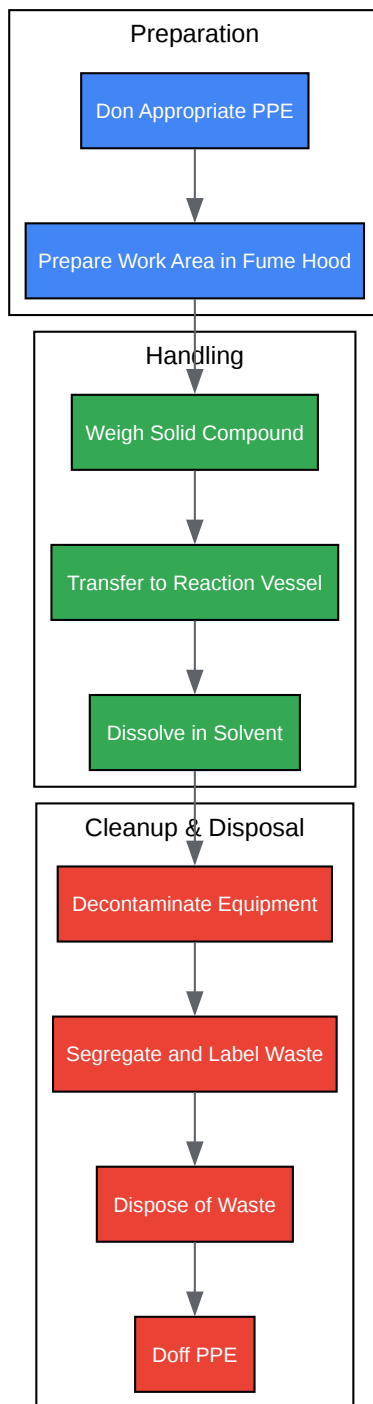 Preparation
Don Appropriate PPE
Prepare Work Area in Fume Hood
Handling
Weigh Solid Compound
Transfer to Reaction Vessel
Dissolve in Solvent
Cleanup & Disposal
Decontaminate Equipment
Segregate and Label Waste
Dispose of Waste
Doff PPE